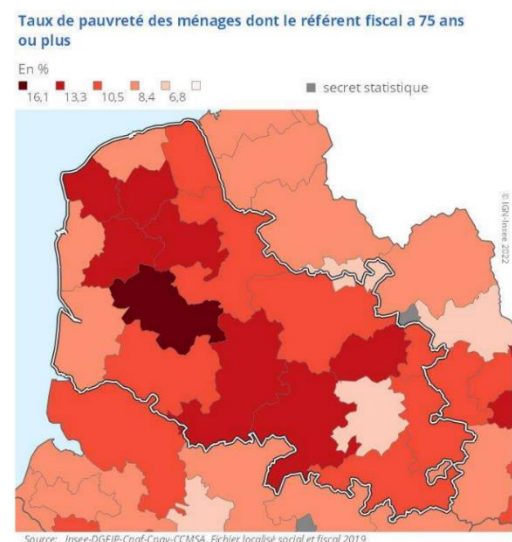 Taux de pauvreté des ménages dont le référent fiscal a 75 ans
ou plus
En %
16,1 13,3 10,5 8,4 6,8
secret statistique
© IGN-Insee 2022
Source: Insee-DGFIP-Cnaf-Cnav-CCMSA, Fichier localisé social et fiscal 2019